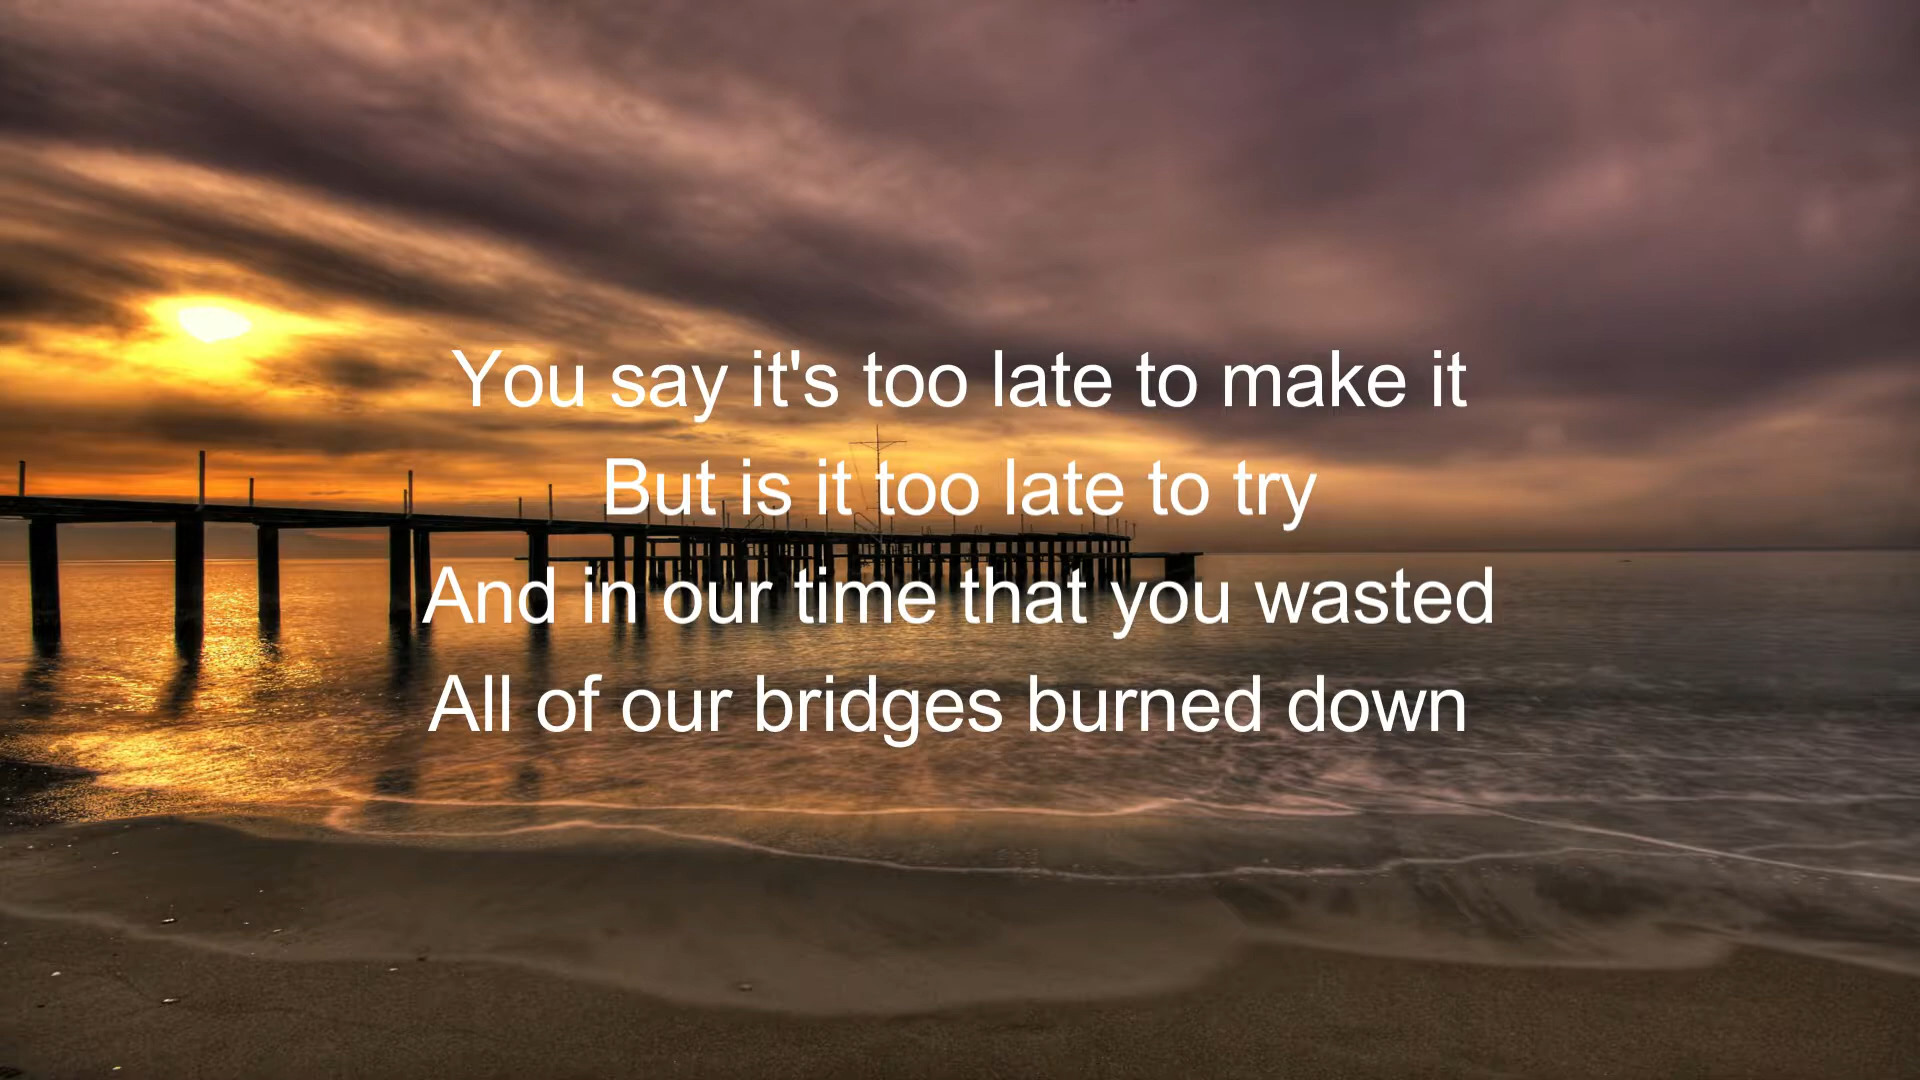 You say it's too late to make it
But is it too late to try
And in our time that you wasted
All of our bridges burned down